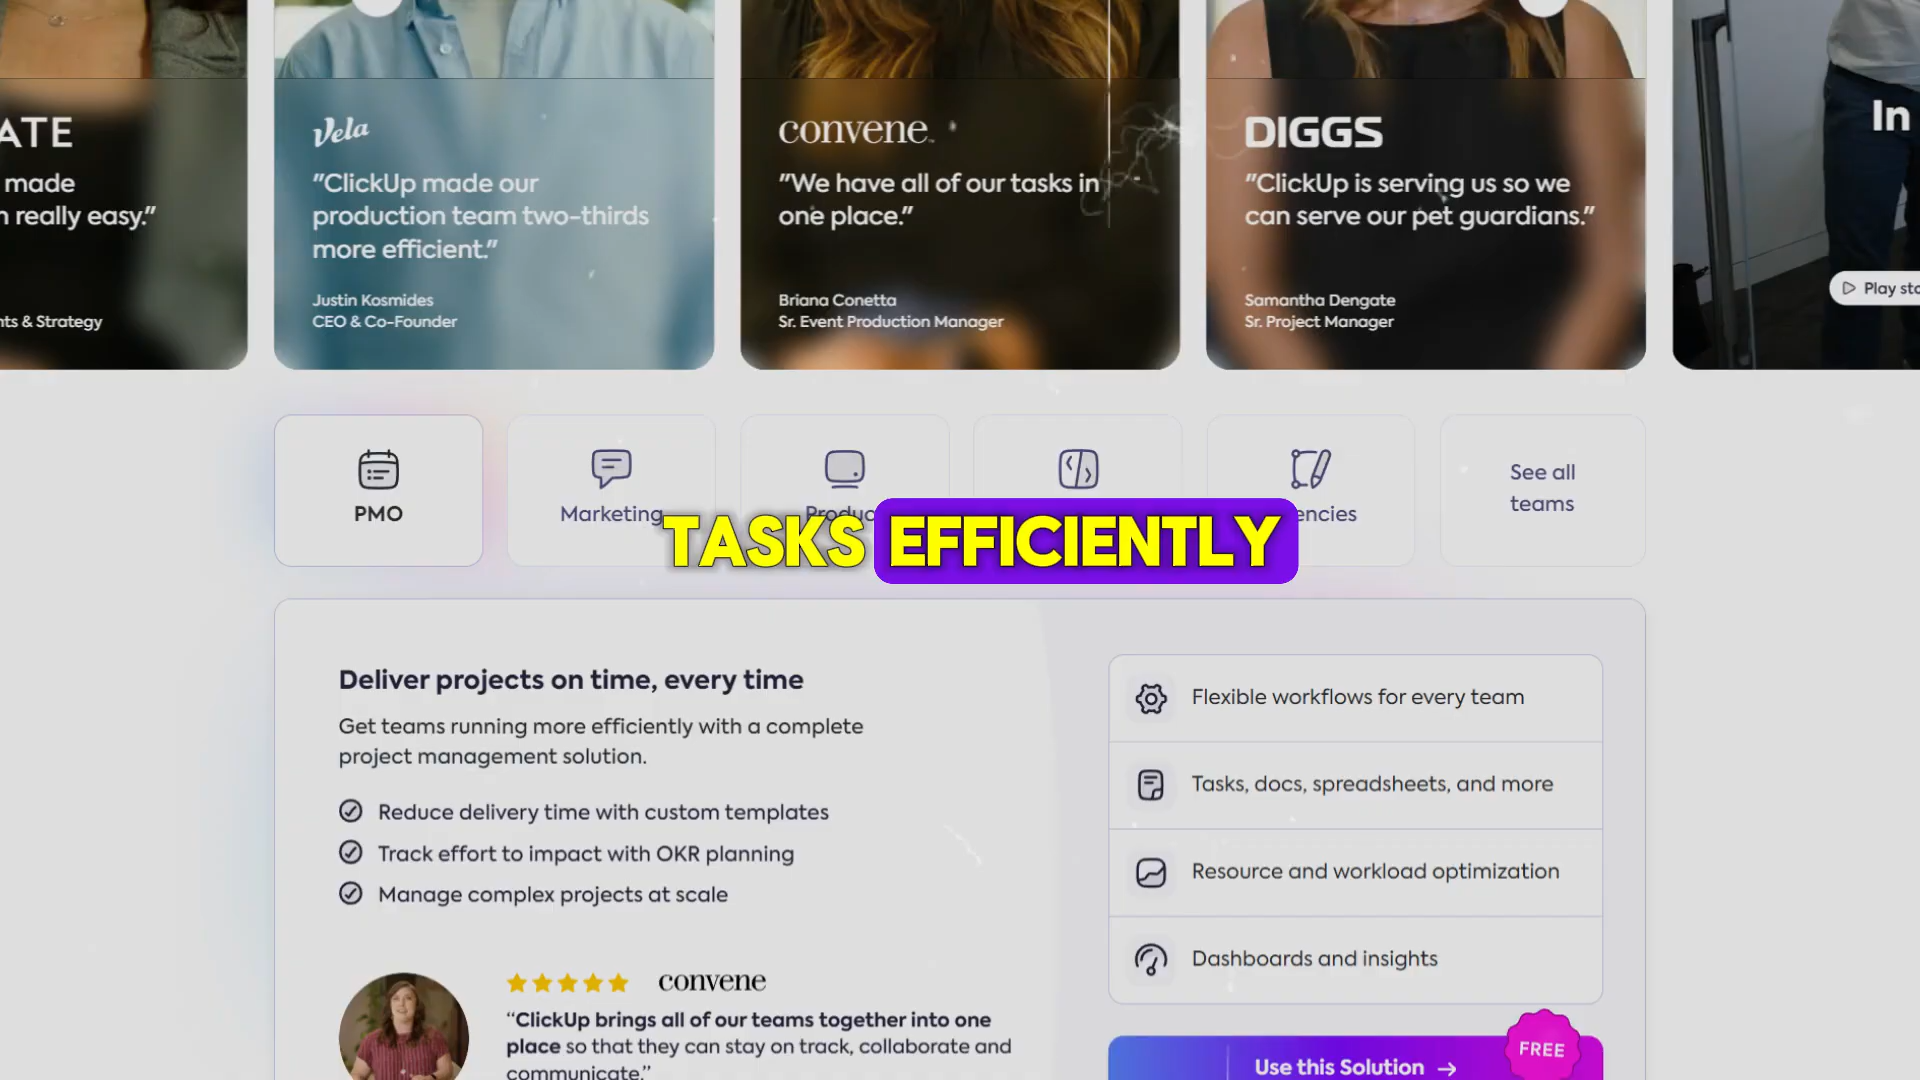 ATE
made
really easy."
nts & Strategy
Vela
"ClickUp made our
production team two-thirds
more efficient."
Justin Kosmides
CEO & Co-Founder
convene
"We have all of our tasks in
one place."
Briana Conetta
Sr. Event Production Manager
DIGGS
"ClickUp is serving us so we
can serve our pet guardians."
Samantha Dengate
Sr. Project Manager
In
Play sto
PMO
Marketing
Produc
encies
See all
teams
TASKS EFFICIENTLY
Deliver projects on time, every time
Get teams running more efficiently with a complete
project management solution.
Reduce delivery time with custom templates
Track effort to impact with OKR planning
Manage complex projects at scale
Flexible workflows for every team
Tasks, docs, spreadsheets, and more
Resource and workload optimization
Dashboards and insights
convene
“ClickUp brings all of our teams together into one
place so that they can stay on track, collaborate and
communicate.”
FREE
Use this Solution →